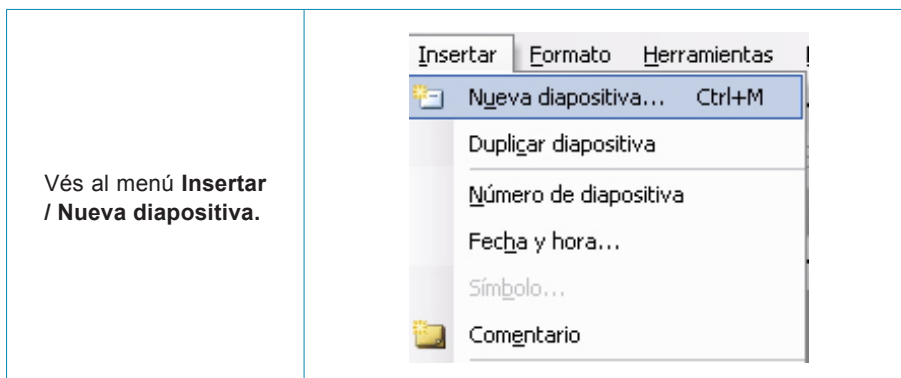 Vés al menú Insertar
/ Nueva diapositiva.
Insertar Formato Herramientas
Nueva diapositiva... Ctrl+M
Duplicar diapositiva
Número de diapositiva
Fecha y hora...
Símbolo...
Comentario